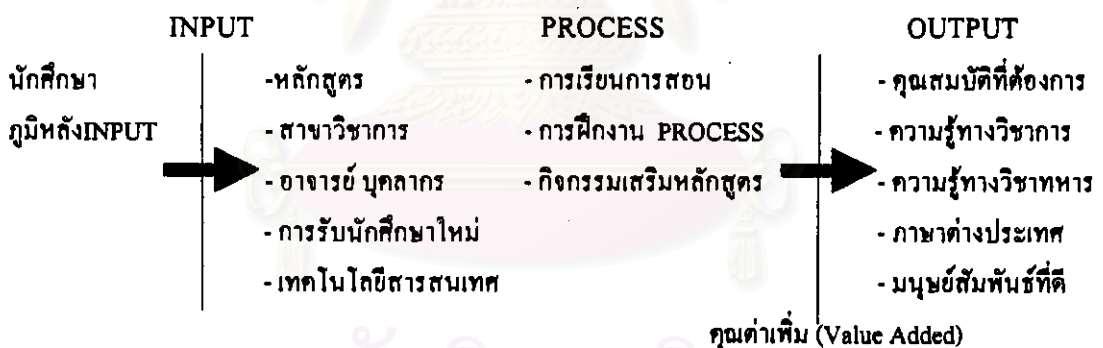 INPUT PROCESS OUTPUT
นักศึกษา -หลักสูตร - การเรียนการสอน - คุณสมบัติที่ต้องการ
ภูมิหลังINPUT - สาขาวิชาการ - การฝึกงาน PROCESS - ความรู้ทางวิชาการ
- อาจารย์ บุคลากร - กิจกรรมเสริมหลักสูตร - ความรู้ทางวิชาทหาร
- การรับนักศึกษาใหม่ - ภาษาต่างประเทศ
- เทคโนโลยีสารสนเทศ - มนุษย์สัมพันธ์ที่ดี
คุณค่าเพิ่ม (Value Added)